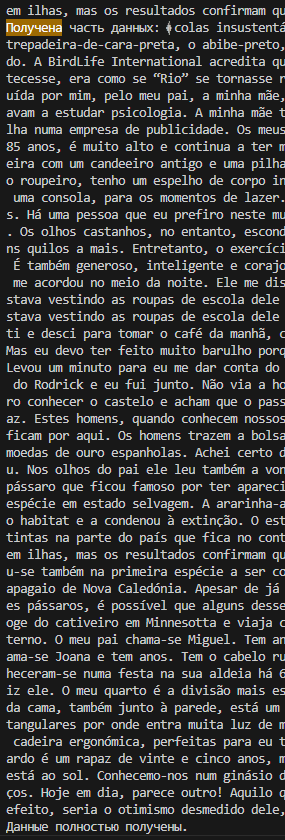 em ilhas, mas os resultados confirmam qu
Получена часть данных: colas insustentá
trepadeira-de-cara-preta, o abibe-preto,
do. A BirdLife International acredita qu
tecesse, era como se “Rio” se tornasse r
uída por mim, pelo meu pai, a minha mãe,
avam a estudar psicologia. A minha mãe t
lha numa empresa de publicidade. Os meus
85 anos, é muito alto e continua a ter m
eira com um candeeiro antigo e uma pilha
o roupeiro, tenho um espelho de corpo in
uma consola, para os momentos de lazer.
s. Há uma pessoa que eu prefiro neste mu
. Os olhos castanhos, no entanto, escond
ns quilos a mais. Entretanto, o exercíci
É também generoso, inteligente e corajo
me acordou no meio da noite. Ele me dis
stava vestindo as roupas de escola dele
stava vestindo as roupas de escola dele
ti e desci para tomar o café da manhã, c
Mas eu devo ter feito muito barulho porq
Levou um minuto para eu me dar conta do
do Rodrick e eu fui junto. Não via a ho
ro conhecer o castelo e acham que o pass
az. Estes homens, quando conhecem nossos
ficam por aqui. Os homens trazem a bolsa
moedas de ouro espanholas. Achei certo d
u. Nos olhos do pai ele leu também a von
pássaro que ficou famoso por ter apareci
espécie em estado selvagem. A ararinha-a
o habitat e a condenou à extinção. O est
tintas na parte do país que fica no cont
em ilhas, mas os resultados confirmam qu
u-se também na primeira espécie a ser co
apagaio de Nova Caledónia. Apesar de já
es pássaros, é possível que alguns desse
oge do cativeiro em Minnesotta e viaja c
terno. O meu pai chama-se Miguel. Tem an
ama-se Joana e tem anos. Tem o cabelo ru
heceram-se numa festa na sua aldeia há 6
iz ele. O meu quarto é a divisão mais es
da cama, também junto à parede, está um
tangulares por onde entra muita luz de m
cadeira ergonómica, perfeitas para eu t
ardo é um rapaz de vinte e cinco anos, m
está ao sol. Conhecemo-nos num ginásio d
ços. Hoje em dia, parece outro! Aquilo q
efeito, seria o otimismo desmedido dele,
Данные полностью получены.